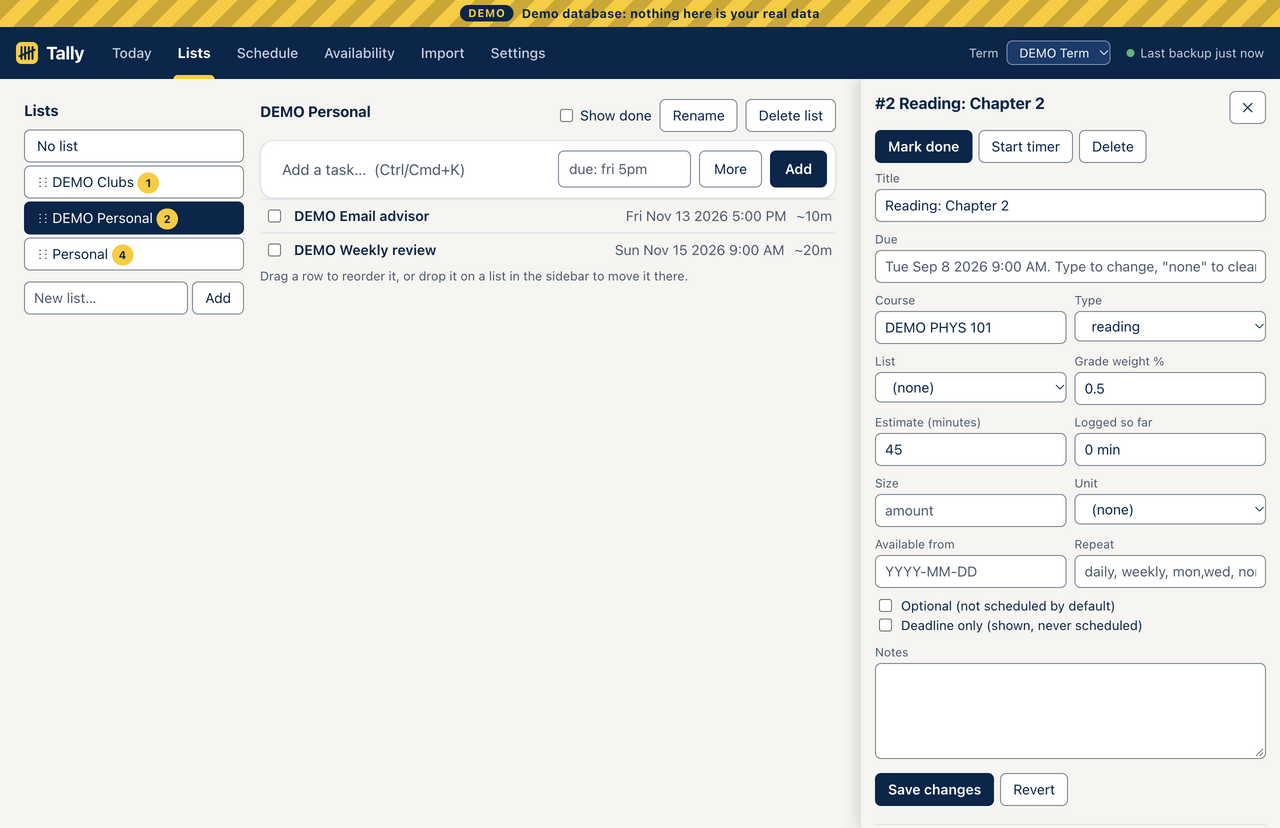 DEMO Demo database: nothing here is your real data
Tally Today Lists Schedule Availability Import Settings Term DEMO Term Last backup just now
Lists
No list
DEMO Clubs 1
DEMO Personal 2
Personal 4
New list... Add
DEMO Personal Show done Rename Delete list
Add a task... (Ctrl/Cmd+K) due: fri 5pm More Add
DEMO Email advisor Fri Nov 13 2026 5:00 PM ~10m
DEMO Weekly review Sun Nov 15 2026 9:00 AM ~20m
Drag a row to reorder it, or drop it on a list in the sidebar to move it there.
#2 Reading: Chapter 2
Mark done Start timer Delete
Title
Reading: Chapter 2
Due
Tue Sep 8 2026 9:00 AM. Type to change, "none" to clear
Course Type
DEMO PHYS 101 reading
List Grade weight %
(none) 0.5
Estimate (minutes) Logged so far
45 0 min
Size Unit
amount (none)
Available from Repeat
YYYY-MM-DD daily, weekly, mon,wed,
Optional (not scheduled by default)
Deadline only (shown, never scheduled)
Notes
Save changes Revert